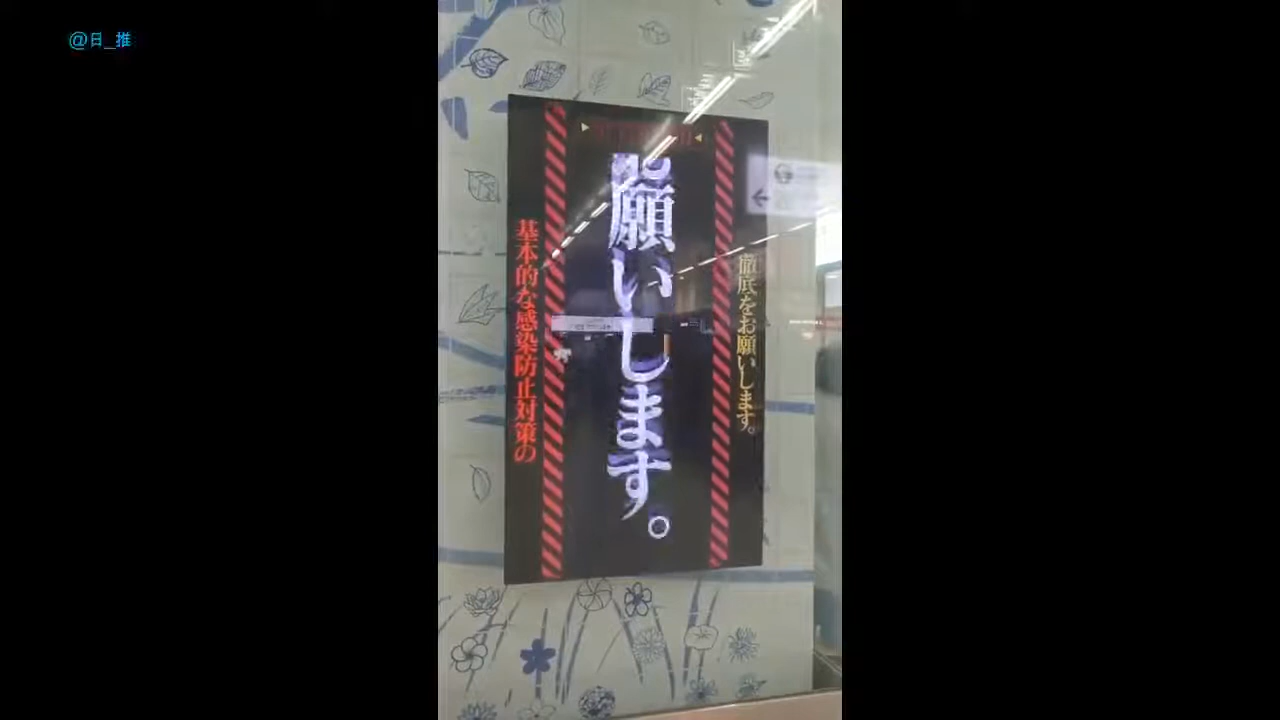 @日_推
基本的な感染防止対策の
お願いします。
徹底をお願いします。